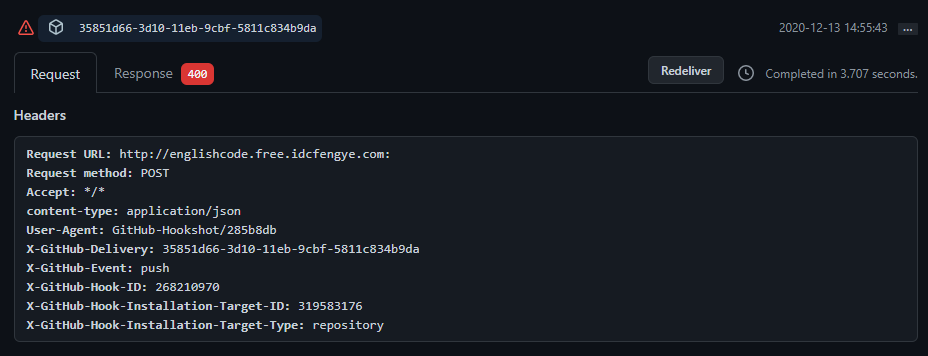 35851d66-3d10-11eb-9cbf-5811c834b9da 2020-12-13 14:55:43 ...
Request Response 400 Redeliver Completed in 3.707 seconds.
Headers
Request URL: http://englishcode.free.idcfengye.com:
Request method: POST
Accept: */*
content-type: application/json
User-Agent: GitHub-Hookshot/285b8db
X-GitHub-Delivery: 35851d66-3d10-11eb-9cbf-5811c834b9da
X-GitHub-Event: push
X-GitHub-Hook-ID: 268210970
X-GitHub-Hook-Installation-Target-ID: 319583176
X-GitHub-Hook-Installation-Target-Type: repository